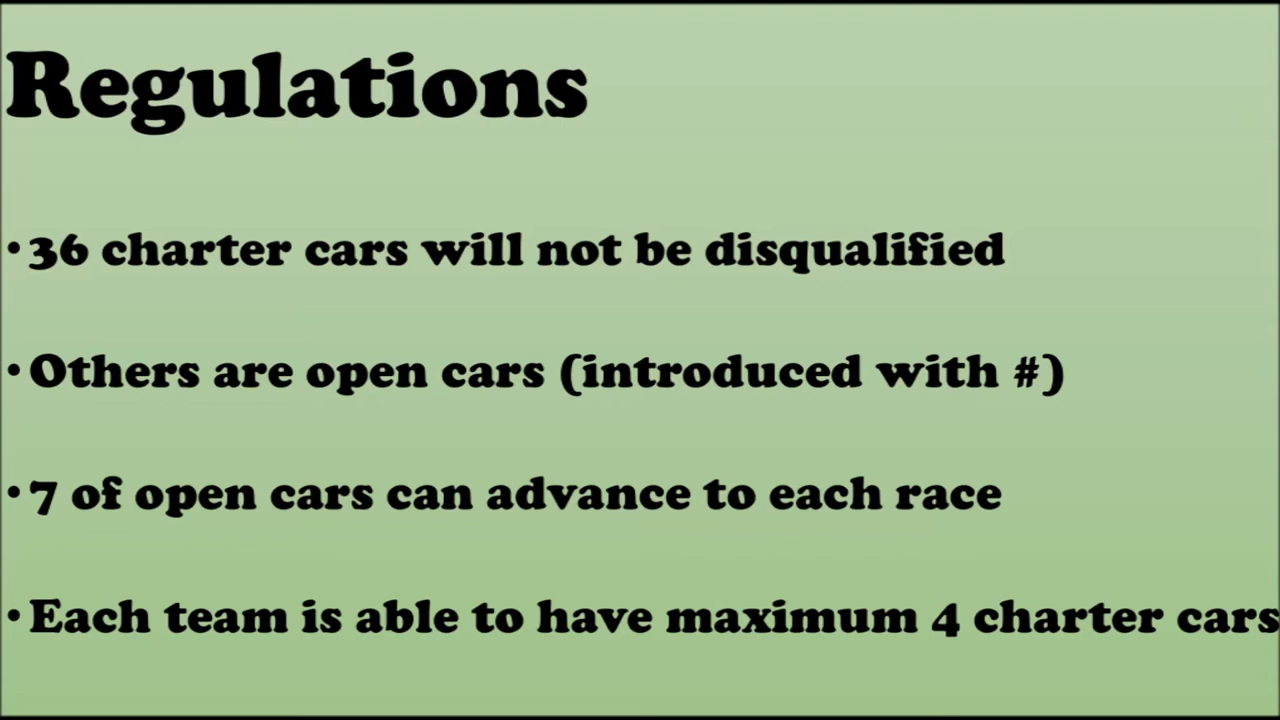 Regulations
•36 charter cars will not be disqualified
•Others are open cars (introduced with #)
•7 of open cars can advance to each race
•Each team is able to have maximum 4 charter cars